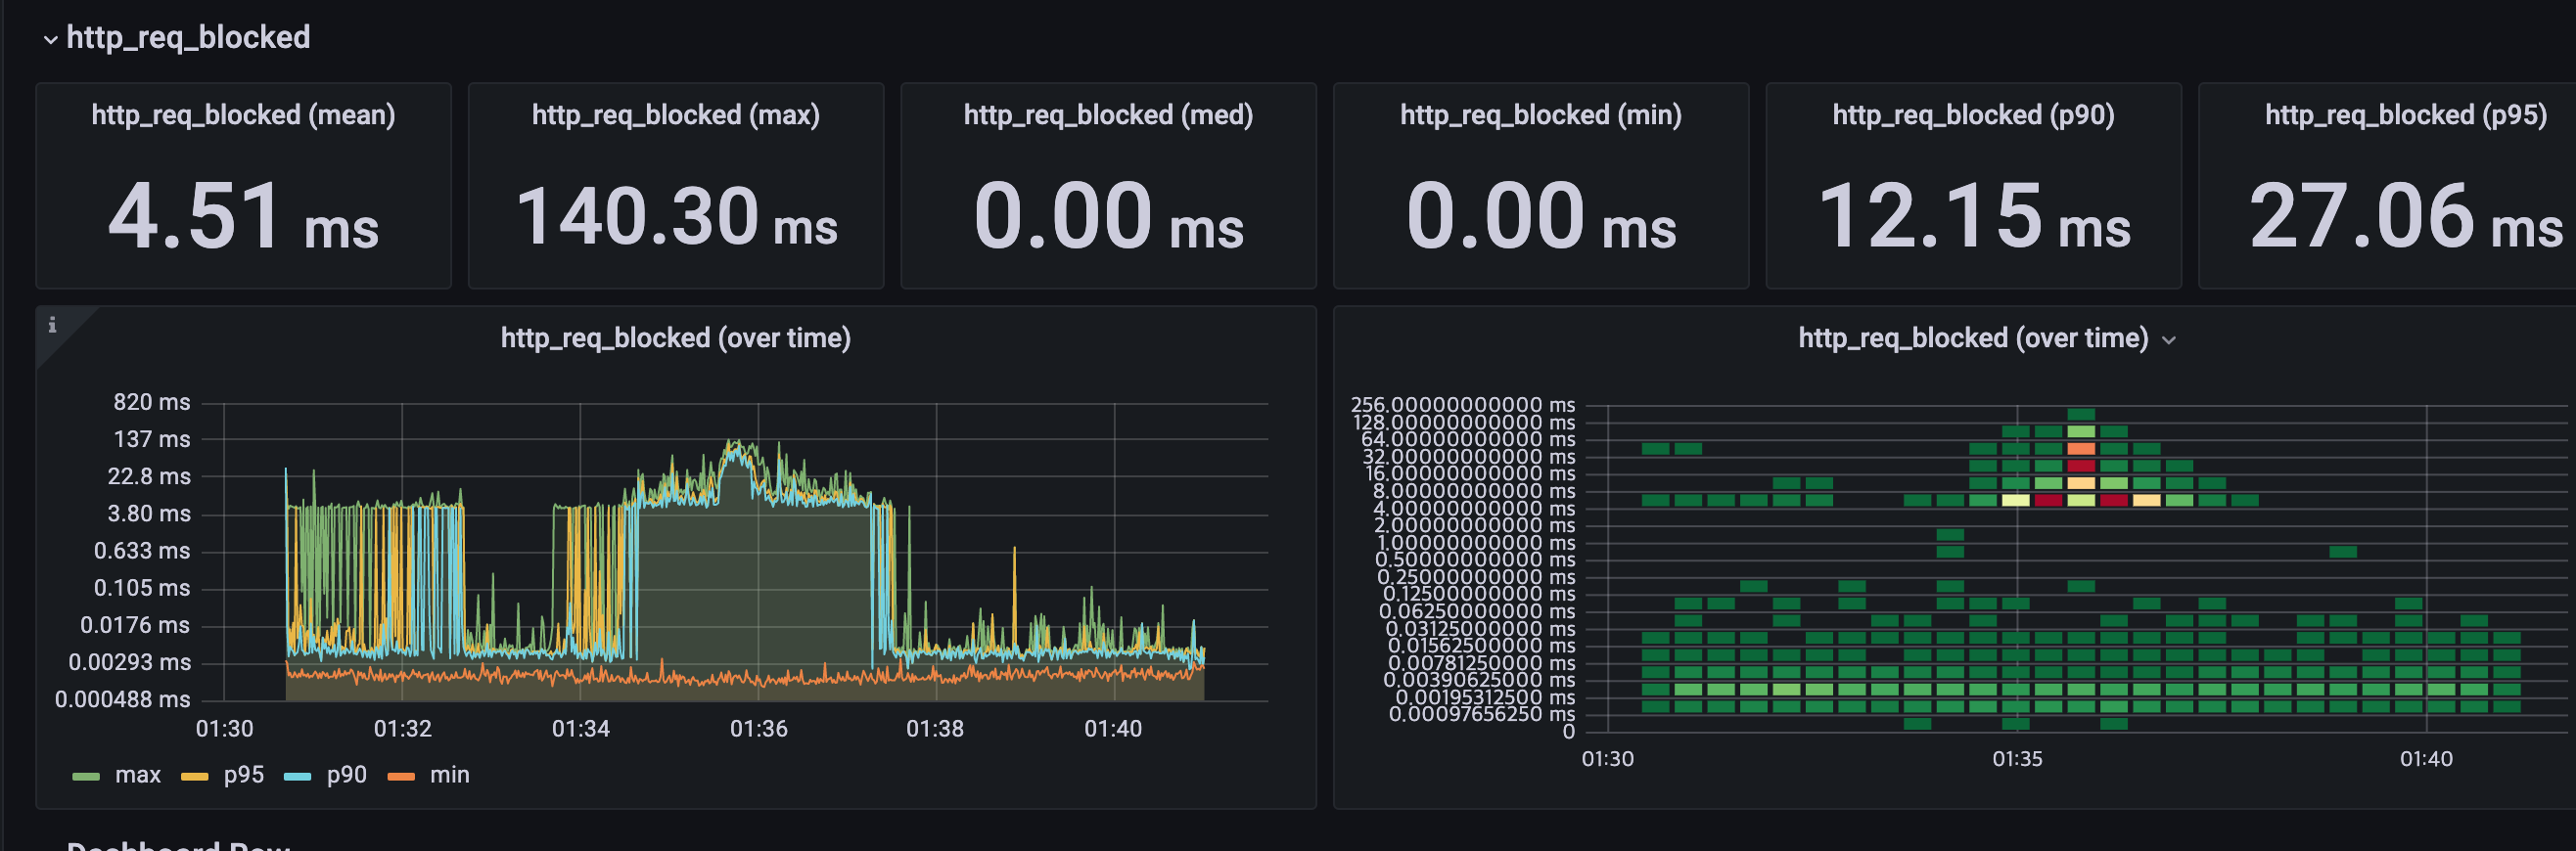 http_req_blocked
http_req_blocked (mean)
4.51 ms
http_req_blocked (max)
140.30 ms
http_req_blocked (med)
0.00 ms
http_req_blocked (min)
0.00 ms
http_req_blocked (p90)
12.15 ms
http_req_blocked (p95)
27.06 ms
i
http_req_blocked (over time)
820 ms
137 ms
22.8 ms
3.80 ms
0.633 ms
0.105 ms
0.0176 ms
0.00293 ms
0.000488 ms
01:30 01:32 01:34 01:36 01:38 01:40
max p95 p90 min
http_req_blocked (over time)
256.00000000000 ms
128.00000000000 ms
64.00000000000 ms
32.00000000000 ms
16.00000000000 ms
8.00000000000 ms
4.00000000000 ms
2.00000000000 ms
1.00000000000 ms
0.50000000000 ms
0.25000000000 ms
0.12500000000 ms
0.06250000000 ms
0.03125000000 ms
0.01562500000 ms
0.00781250000 ms
0.00390625000 ms
0.00195312500 ms
0.00097656250 ms
0
01:30 01:35 01:40
Dashboard Row